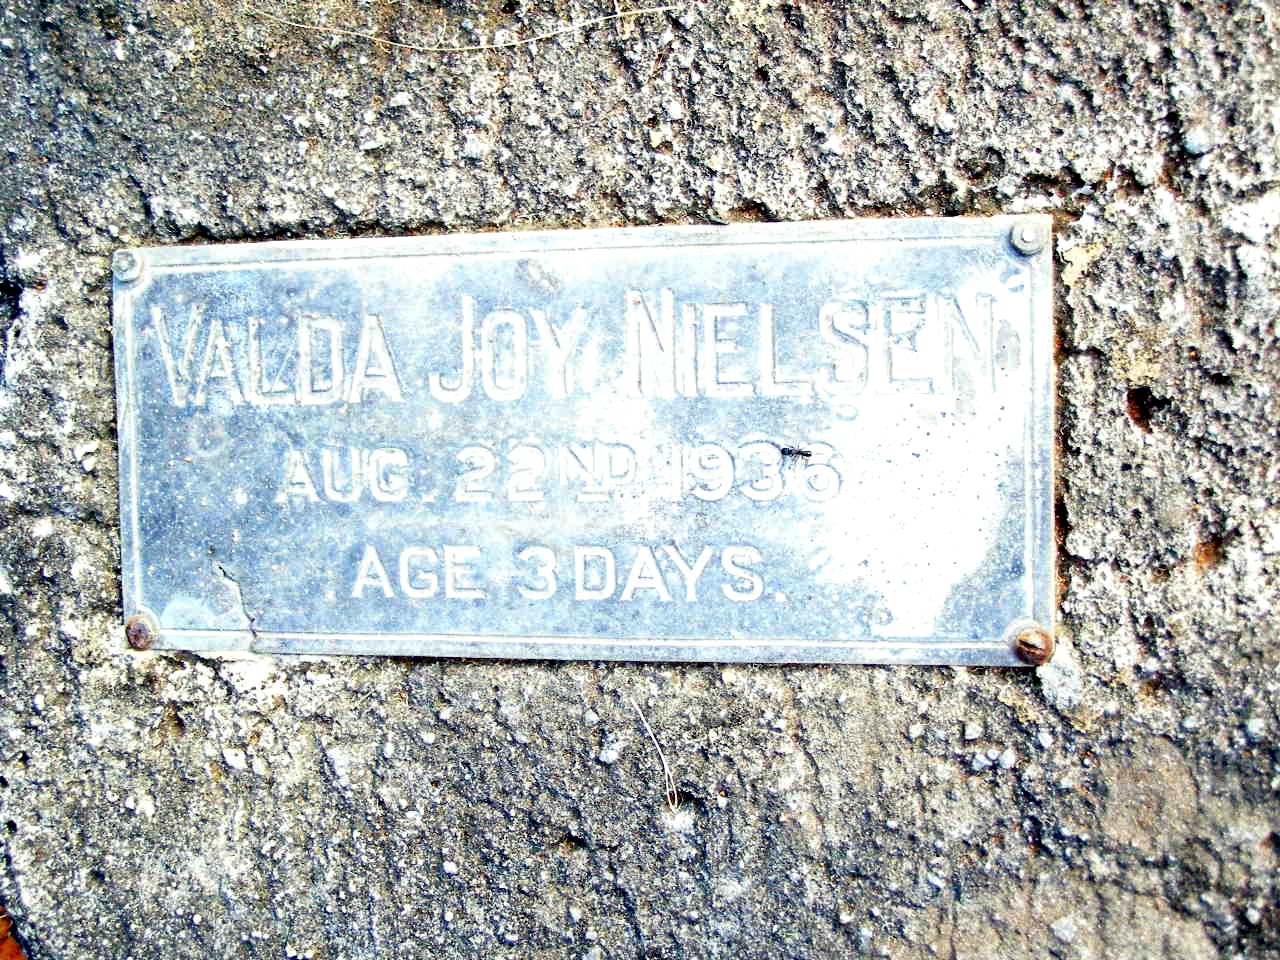 VALDA JOY NIELSEN
AUG. 22ND 1936
AGE 3 DAYS.